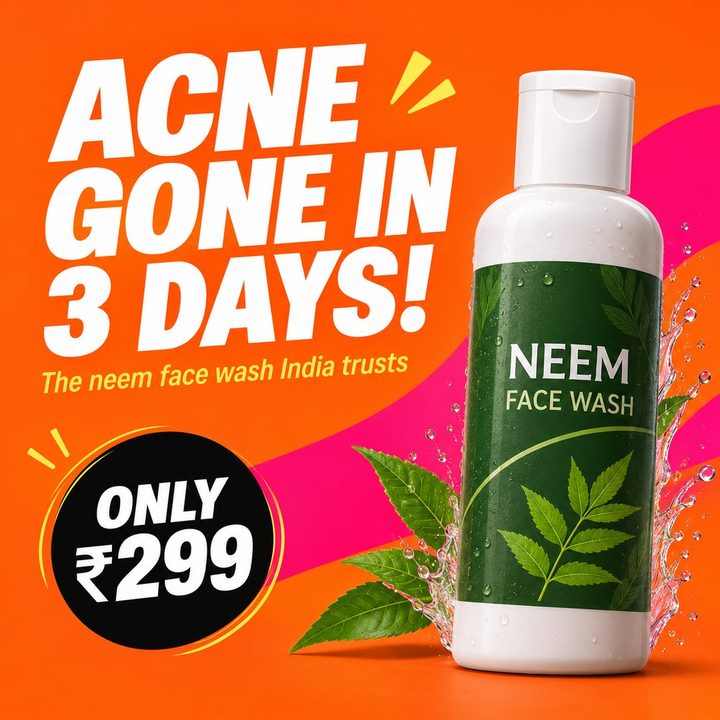 ACNE
GONE IN
3 DAYS!
The neem face wash India trusts
ONLY
₹299
NEEM
FACE WASH